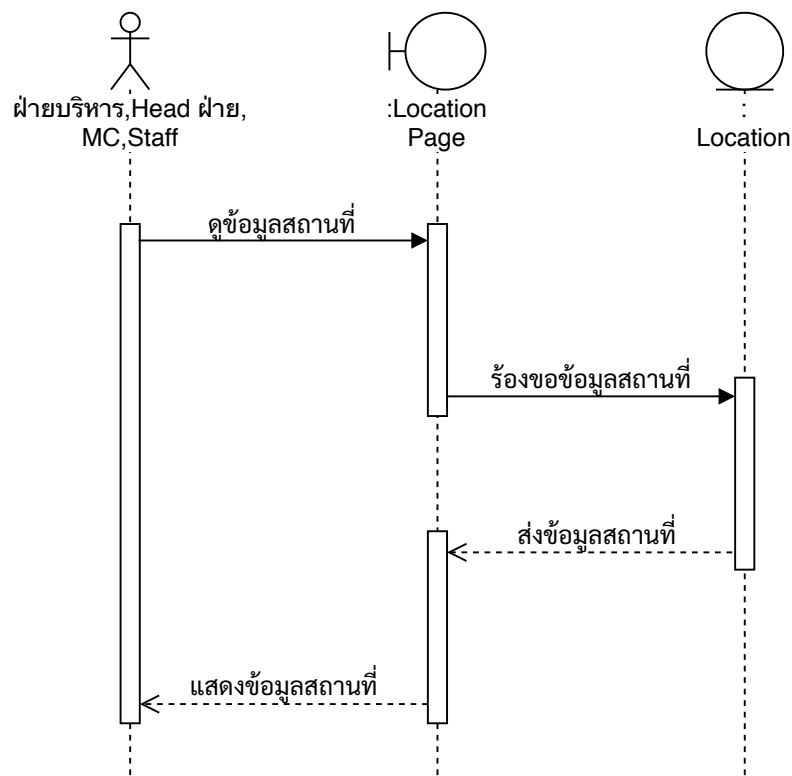 ฝ่ายบริหาร,Head ฝ่าย,
MC,Staff
:Location
Page
:
Location
ดูข้อมูลสถานที่
ร้องขอข้อมูลสถานที่
ส่งข้อมูลสถานที่
แสดงข้อมูลสถานที่